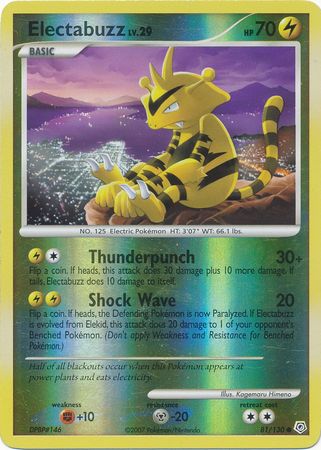 Electabuzz LV.29 HP 70
BASIC
NO. 125 Electric Pokémon HT: 3'07" WT: 66.1 lbs.
Thunderpunch 30+
Flip a coin. If heads, this attack does 30 damage plus 10 more damage. If
tails, Electabuzz does 10 damage to itself.
Shock Wave 20
Flip a coin. If heads, the Defending Pokémon is now Paralyzed. If Electabuzz
is evolved from Elekid, this attack does 20 damage to 1 of your opponent's
Benched Pokémon. (Don't apply Weakness and Resistance for Benched
Pokémon.)
Half of all blackouts occur when this Pokémon appears at
power plants and eats electricity.
Illus. Kagemaru Himeno
weakness resistance retreat cost
+10 -20
DPBP#146 ©2007 Pokémon/Nintendo 81/130